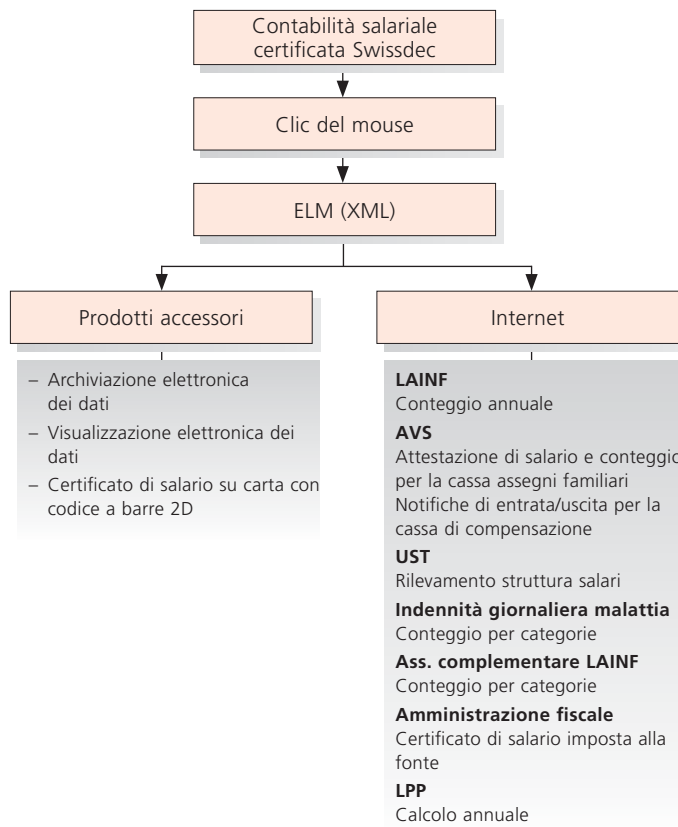 Contabilità salariale
certificata Swissdec
Clic del mouse
ELM (XML)
Prodotti accessori
– Archiviazione elettronica
dei dati
– Visualizzazione elettronica dei
dati
– Certificato di salario su carta con
codice a barre 2D
Internet
LAINF
Conteggio annuale
AVS
Attestazione di salario e conteggio
per la cassa assegni familiari
Notifiche di entrata/uscita per la
cassa di compensazione
UST
Rilevamento struttura salari
Indennità giornaliera malattia
Conteggio per categorie
Ass. complementare LAINF
Conteggio per categorie
Amministrazione fiscale
Certificato di salario imposta alla
fonte
LPP
Calcolo annuale